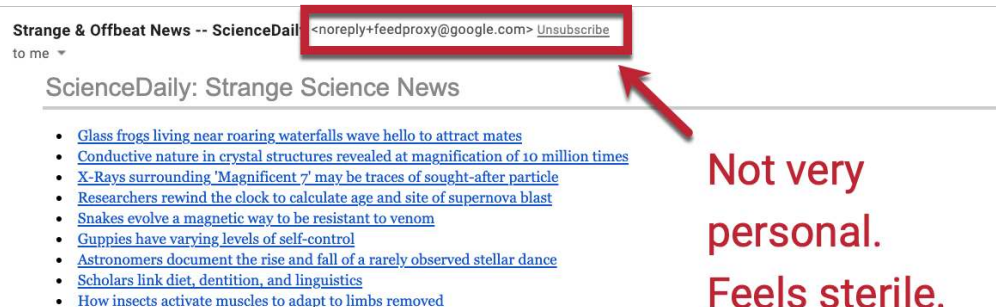 Strange & Offbeat News -- ScienceDaily <noreply+feedproxy@google.com> Unsubscribe
to me
ScienceDaily: Strange Science News
• Glass frogs living near roaring waterfalls wave hello to attract mates
• Conductive nature in crystal structures revealed at magnification of 10 million times
• X-Rays surrounding 'Magnificent 7' may be traces of sought-after particle
• Researchers rewind the clock to calculate age and site of supernova blast
• Snakes evolve a magnetic way to be resistant to venom
• Guppies have varying levels of self-control
• Astronomers document the rise and fall of a rarely observed stellar dance
• Scholars link diet, dentition, and linguistics
• How insects activate muscles to adapt to limbs removed
Not very
personal.
Feels sterile.